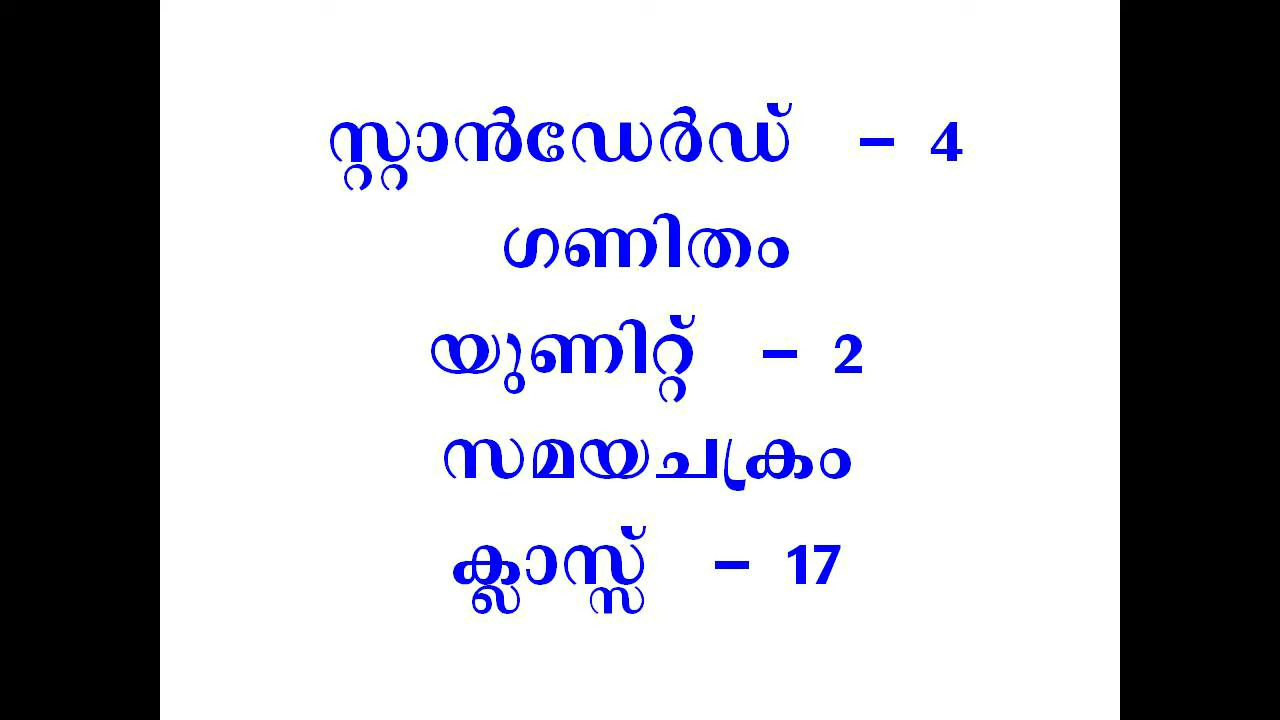 സ്റ്റാൻഡേർഡ് – 4
ഗണിതം
യുണിറ്റ് – 2
സമയചക്രം
ക്ലാസ്സ് – 17